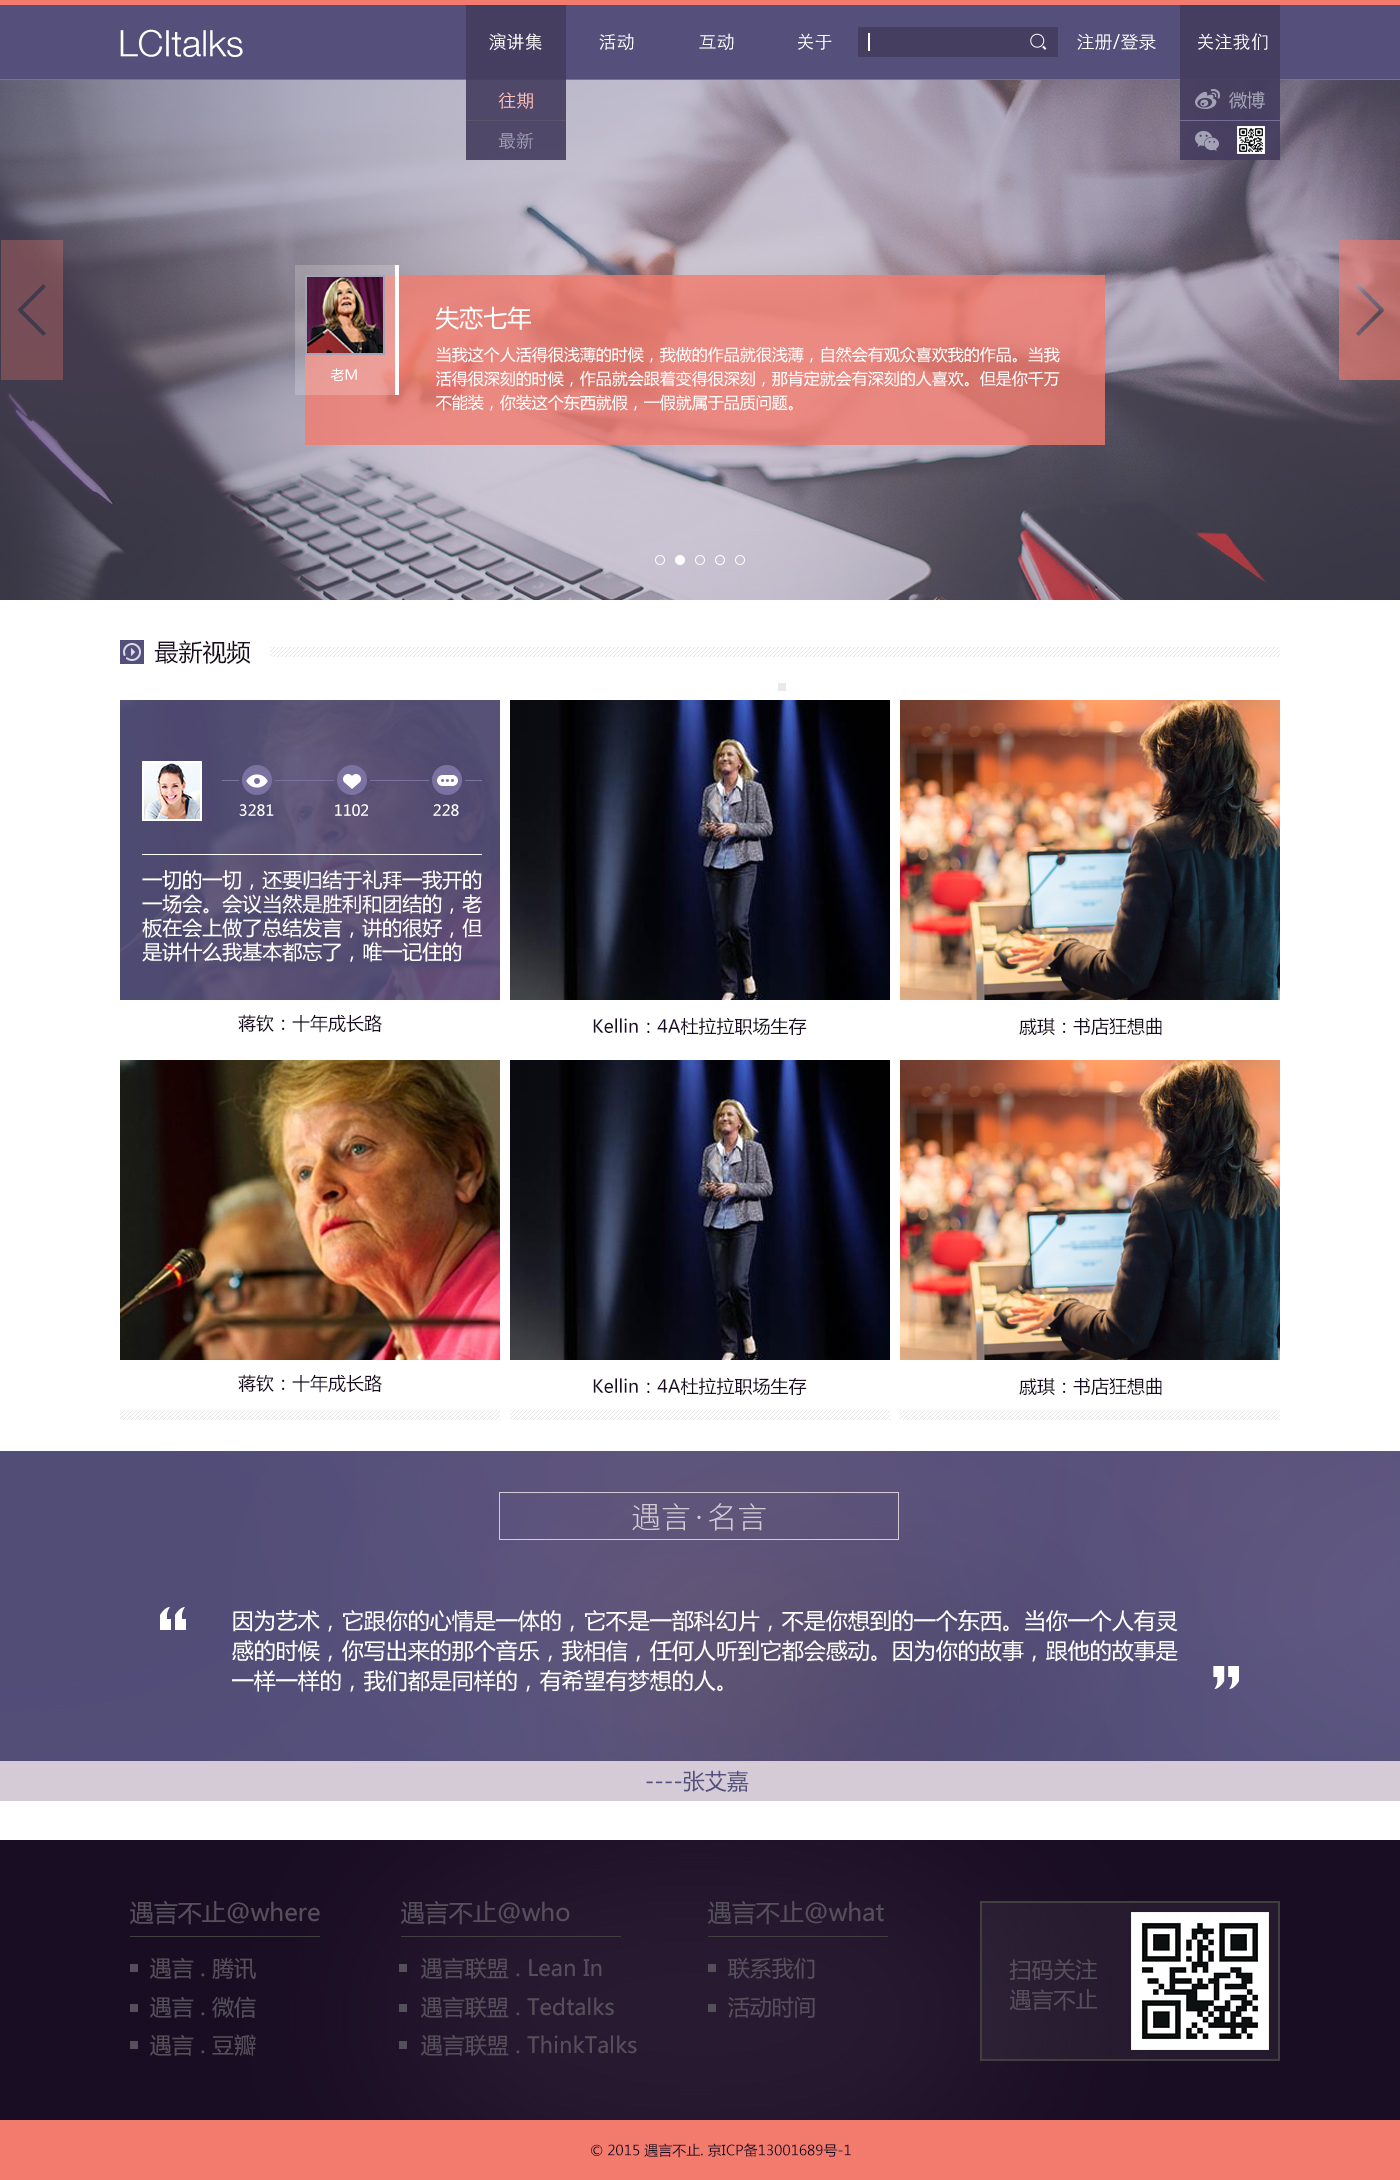 LCItalks
演讲集
活动
互动
关于
注册/登录
关注我们
往期
最新
微博
老M
失恋七年
当我这个人活得很浅薄的时候，我做的作品就很浅薄，自然会有观众喜欢我的作品。当我
活得很深刻的时候，作品就会跟着变得很深刻，那肯定就会有深刻的人喜欢。但是你千万
不能装，你装这个东西就假，一假就属于品质问题。
最新视频
3281
1102
228
一切的一切，还要归结于礼拜一我开的
一场会。会议当然是胜利和团结的，老
板在会上做了总结发言，讲的很好，但
是讲什么我基本都忘了，唯一记住的
蒋钦：十年成长路
Kellin：4A杜拉拉职场生存
戚琪：书店狂想曲
蒋钦：十年成长路
Kellin：4A杜拉拉职场生存
戚琪：书店狂想曲
遇言·名言
“
因为艺术，它跟你的心情是一体的，它不是一部科幻片，不是你想到的一个东西。当你一个人有灵
感的时候，你写出来的那个音乐，我相信，任何人听到它都会感动。因为你的故事，跟他的故事是
一样一样的，我们都是同样的，有希望有梦想的人。
”
----张艾嘉
遇言不止@where
遇言 . 腾讯
遇言 . 微信
遇言 . 豆瓣
遇言不止@who
遇言联盟 . Lean In
遇言联盟 . Tedtalks
遇言联盟 . ThinkTalks
遇言不止@what
联系我们
活动时间
扫码关注
遇言不止
© 2015 遇言不止. 京ICP备13001689号-1